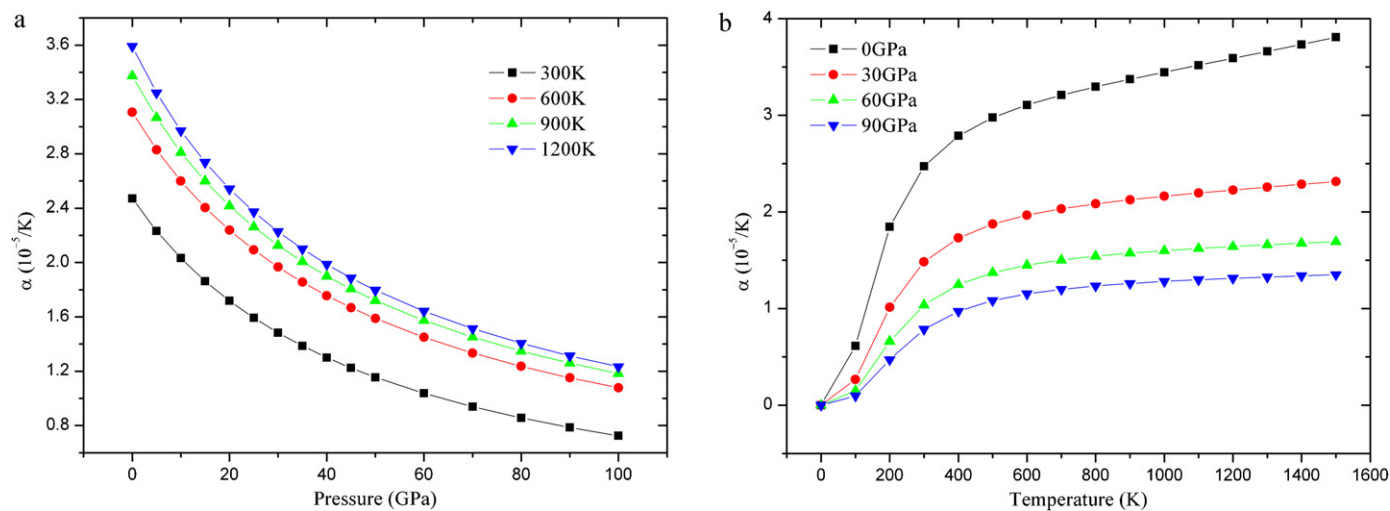 a
3.6
3.2
2.8
2.4
2.0
1.6
1.2
0.8
α (10⁻⁵/K)
300K
600K
900K
1200K
0 20 40 60 80 100
Pressure (GPa)
b
4
3
2
1
0
α (10⁻⁵/K)
0GPa
30GPa
60GPa
90GPa
0 200 400 600 800 1000 1200 1400 1600
Temperature (K)